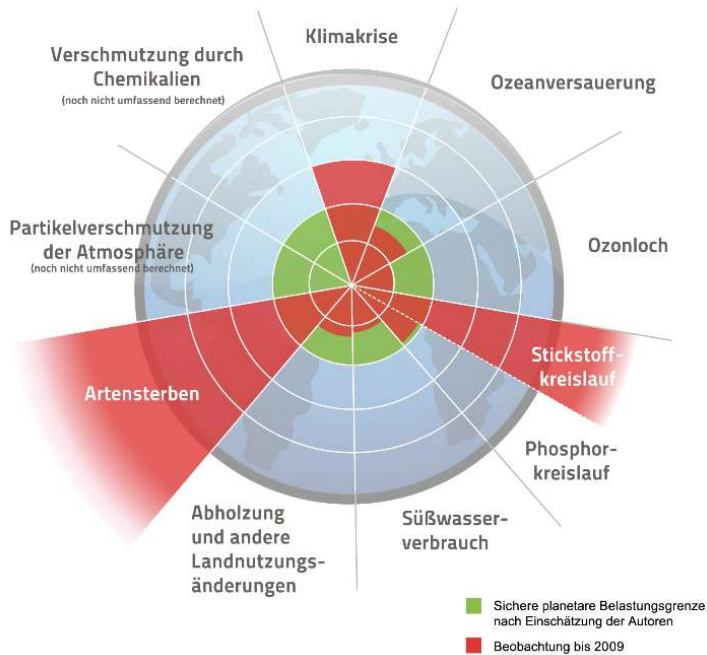 Klimakrise
Verschmutzung durch
Chemikalien
(noch nicht umfassend berechnet)
Ozeanversauerung
Partikelverschmutzung
der Atmosphäre
(noch nicht umfassend berechnet)
Ozonloch
Stickstoff-
kreislauf
Artensterben
Phosphor-
kreislauf
Abholzung
und andere
Landnutzungs-
änderungen
Süßwasser-
verbrauch
Sichere planetare Belastungsgrenze
nach Einschätzung der Autoren
Beobachtung bis 2009